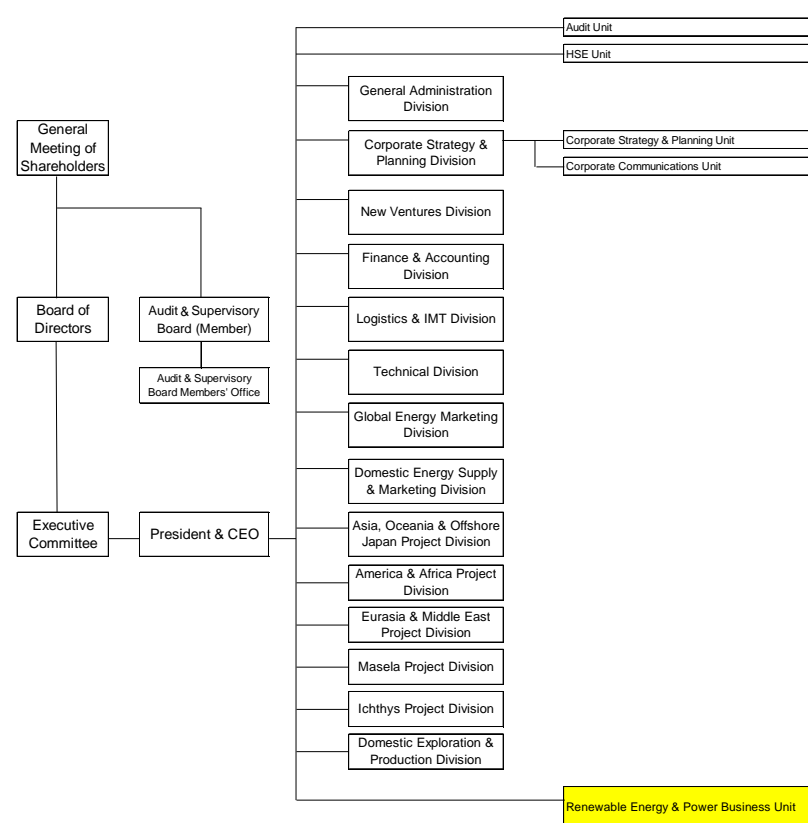 Audit Unit
HSE Unit
General Administration
Division
General
Meeting of
Shareholders
Corporate Strategy &
Planning Division
Corporate Strategy & Planning Unit
Corporate Communications Unit
New Ventures Division
Finance & Accounting
Division
Board of
Directors
Audit & Supervisory
Board (Member)
Logistics & IMT Division
Audit & Supervisory
Board Members' Office
Technical Division
Global Energy Marketing
Division
Domestic Energy Supply
& Marketing Division
Executive
Committee
President & CEO
Asia, Oceania & Offshore
Japan Project Division
America & Africa Project
Division
Eurasia & Middle East
Project Division
Masela Project Division
Ichthys Project Division
Domestic Exploration &
Production Division
Renewable Energy & Power Business Unit